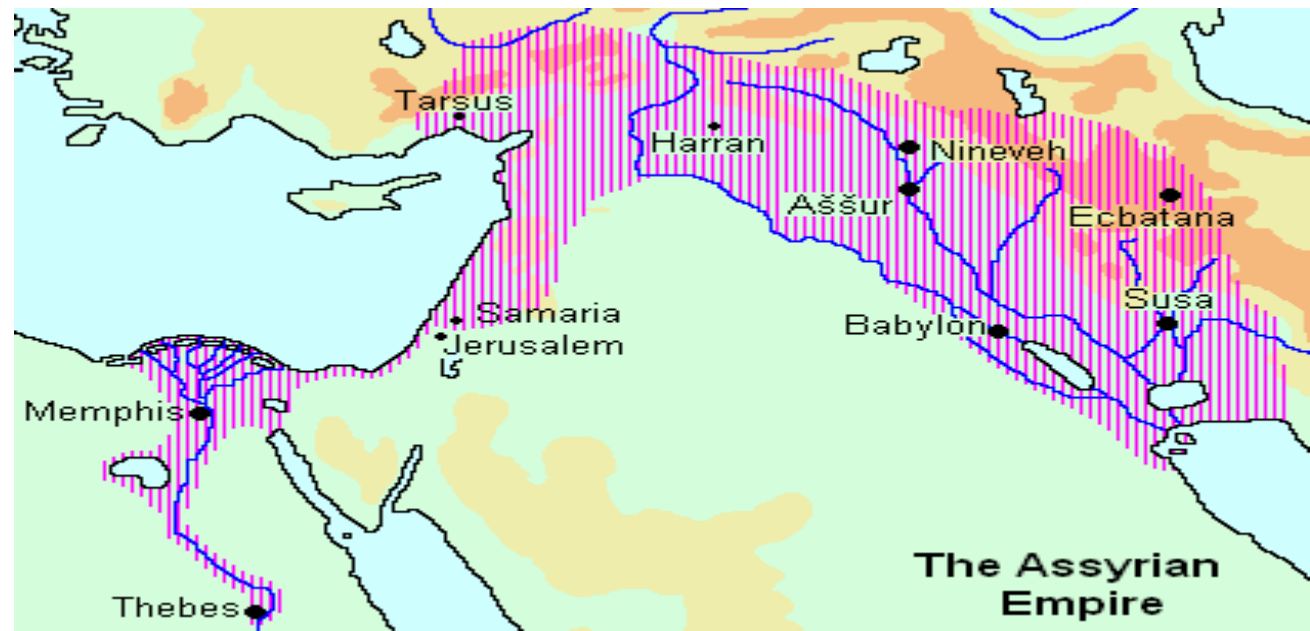 Tarsus
Harran
Nineveh
Aššur
Ecbatana
Susa
Samaria
Babylon
Jerusalem
Memphis
The Assyrian
Empire
Thebes